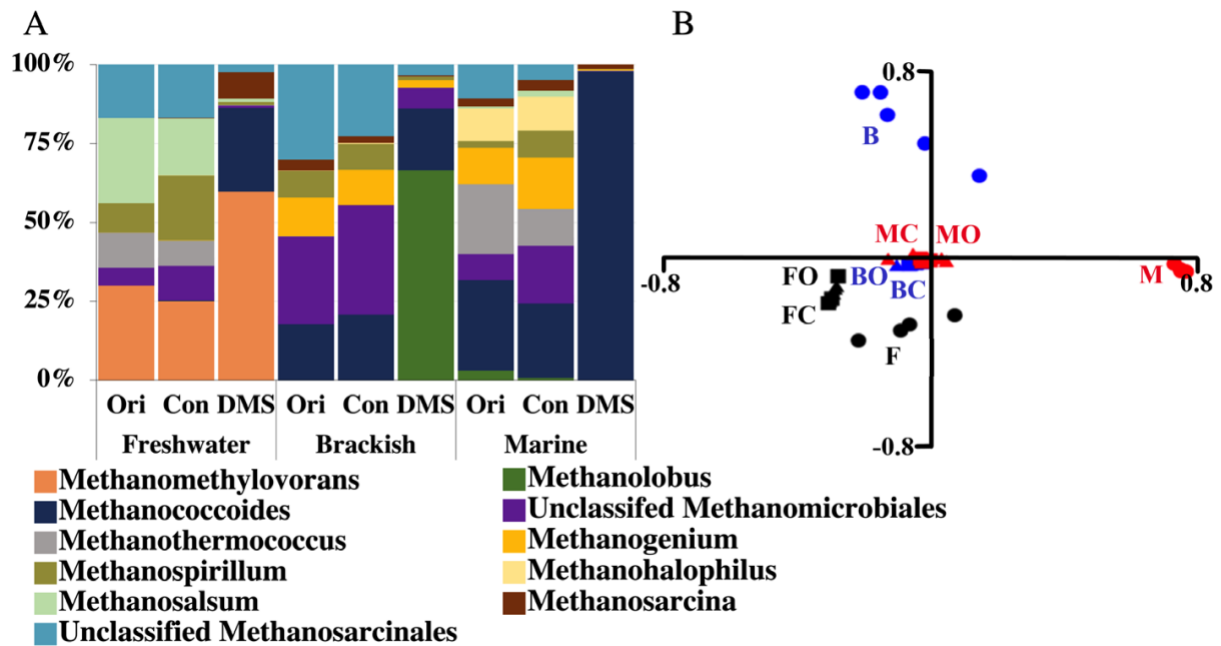 A
100%
75%
50%
25%
0%
Ori Con DMS Ori Con DMS Ori Con DMS
Freshwater Brackish Marine
Methanomethylovorans
Methanococcoides
Methanothermococcus
Methanospirillum
Methanosalsum
Unclassified Methanosarcinales
Methanolobus
Unclassifed Methanomicrobiales
Methanogenium
Methanohalophilus
Methanosarcina
B
0.8
B
MC MO
-0.8
FO BO M 0.8
FC BC
F
-0.8